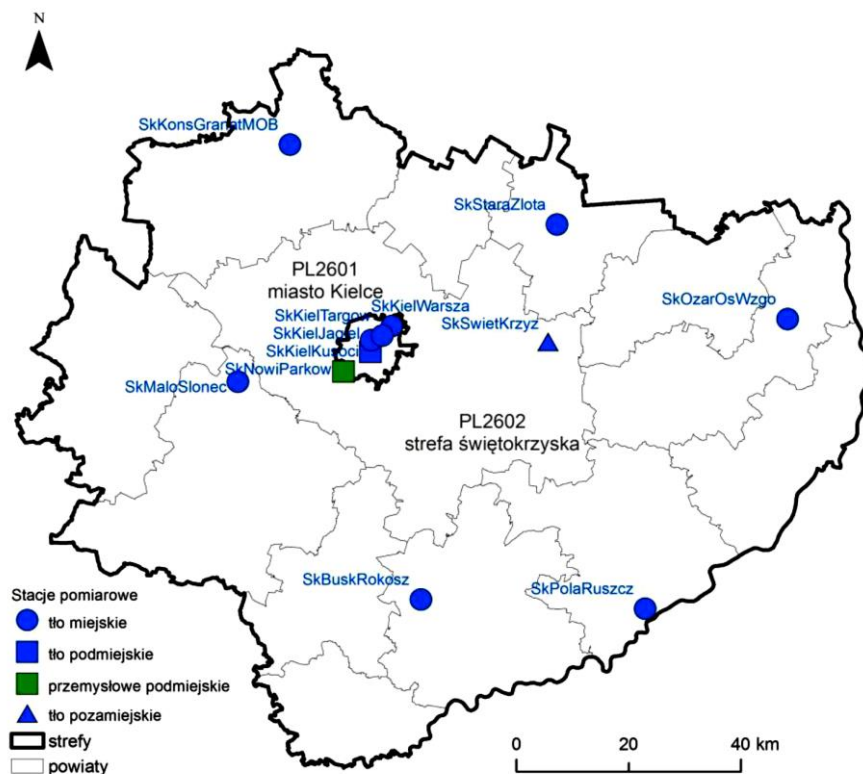 N
SkKonsGranatMOB
SkStaraZlota
PL2601
miasto Kielce
SkKielWarsza
SkOzarOsWzgo
SkKielTargow
SkSwietKrzyz
SkKielJagiel
SkKielKusoci
SkNowiParkow
SkMaloSlonec
PL2602
strefa świętokrzyska
SkBuskRokosz
SkPolaRuszcz
Stacje pomiarowe
tło miejskie
tło podmiejskie
przemysłowe podmiejskie
tło pozamiejskie
strefy
powiaty
0 20 40 km